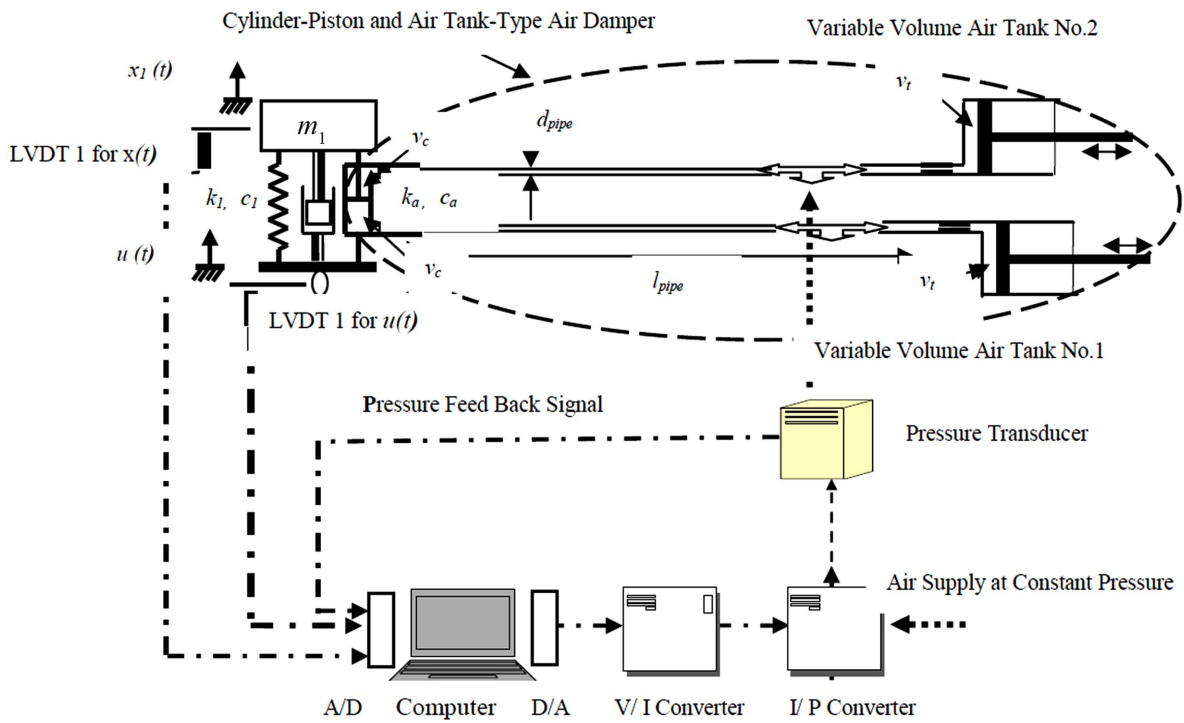 Cylinder-Piston and Air Tank-Type Air Damper
Variable Volume Air Tank No.2
x1 (t)
m1
vc
dpipe
vt
LVDT 1 for x(t)
k1, c1
ka, ca
u (t)
vc
lpipe
vt
LVDT 1 for u(t)
Variable Volume Air Tank No.1
Pressure Feed Back Signal
Pressure Transducer
Air Supply at Constant Pressure
A/D
Computer
D/A
V/ I Converter
I/ P Converter